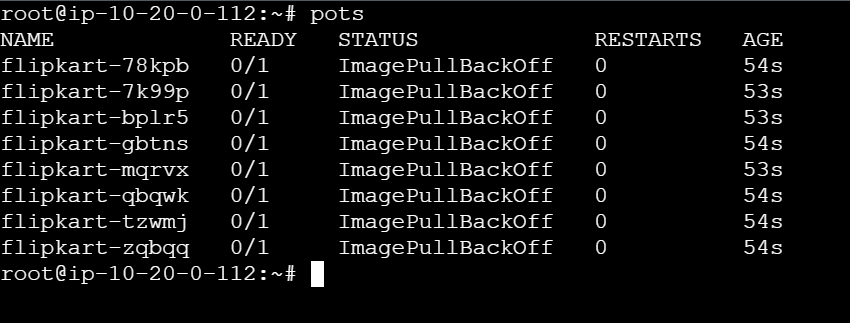 root@ip-10-20-0-112:~# pots
NAME READY STATUS RESTARTS AGE
flipkart-78kpb 0/1 ImagePullBackOff 0 54s
flipkart-7k99p 0/1 ImagePullBackOff 0 53s
flipkart-bplr5 0/1 ImagePullBackOff 0 53s
flipkart-gbtns 0/1 ImagePullBackOff 0 54s
flipkart-mqrvx 0/1 ImagePullBackOff 0 53s
flipkart-qbqwk 0/1 ImagePullBackOff 0 54s
flipkart-tzwmj 0/1 ImagePullBackOff 0 54s
flipkart-zqbqq 0/1 ImagePullBackOff 0 54s
root@ip-10-20-0-112:~#